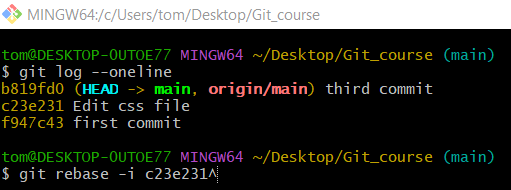 MINGW64:/c/Users/tom/Desktop/Git_course
tom@DESKTOP-OUTOE77 MINGW64 ~/Desktop/Git_course (main)
$ git log --oneline
b819fd0 (HEAD -> main, origin/main) third commit
c23e231 Edit css file
f947c43 first commit
tom@DESKTOP-OUTOE77 MINGW64 ~/Desktop/Git_course (main)
$ git rebase -i c23e231^